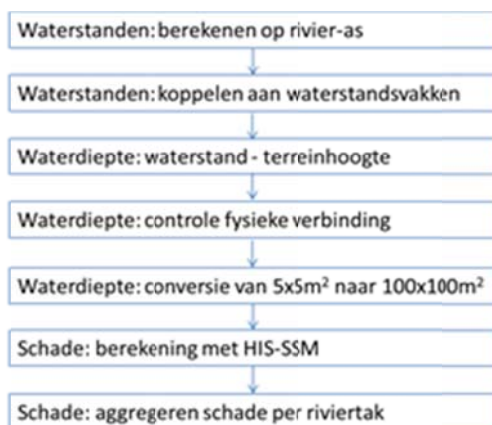 Waterstanden: berekenen op rivier-as
Waterstanden: koppelen aan waterstandsvakken
Waterdiepte: waterstand - terreinhoogte
Waterdiepte: controle fysieke verbinding
Waterdiepte: conversie van 5x5m² naar 100x100m²
Schade: berekening met HIS-SSM
Schade: aggregeren schade per riviertak